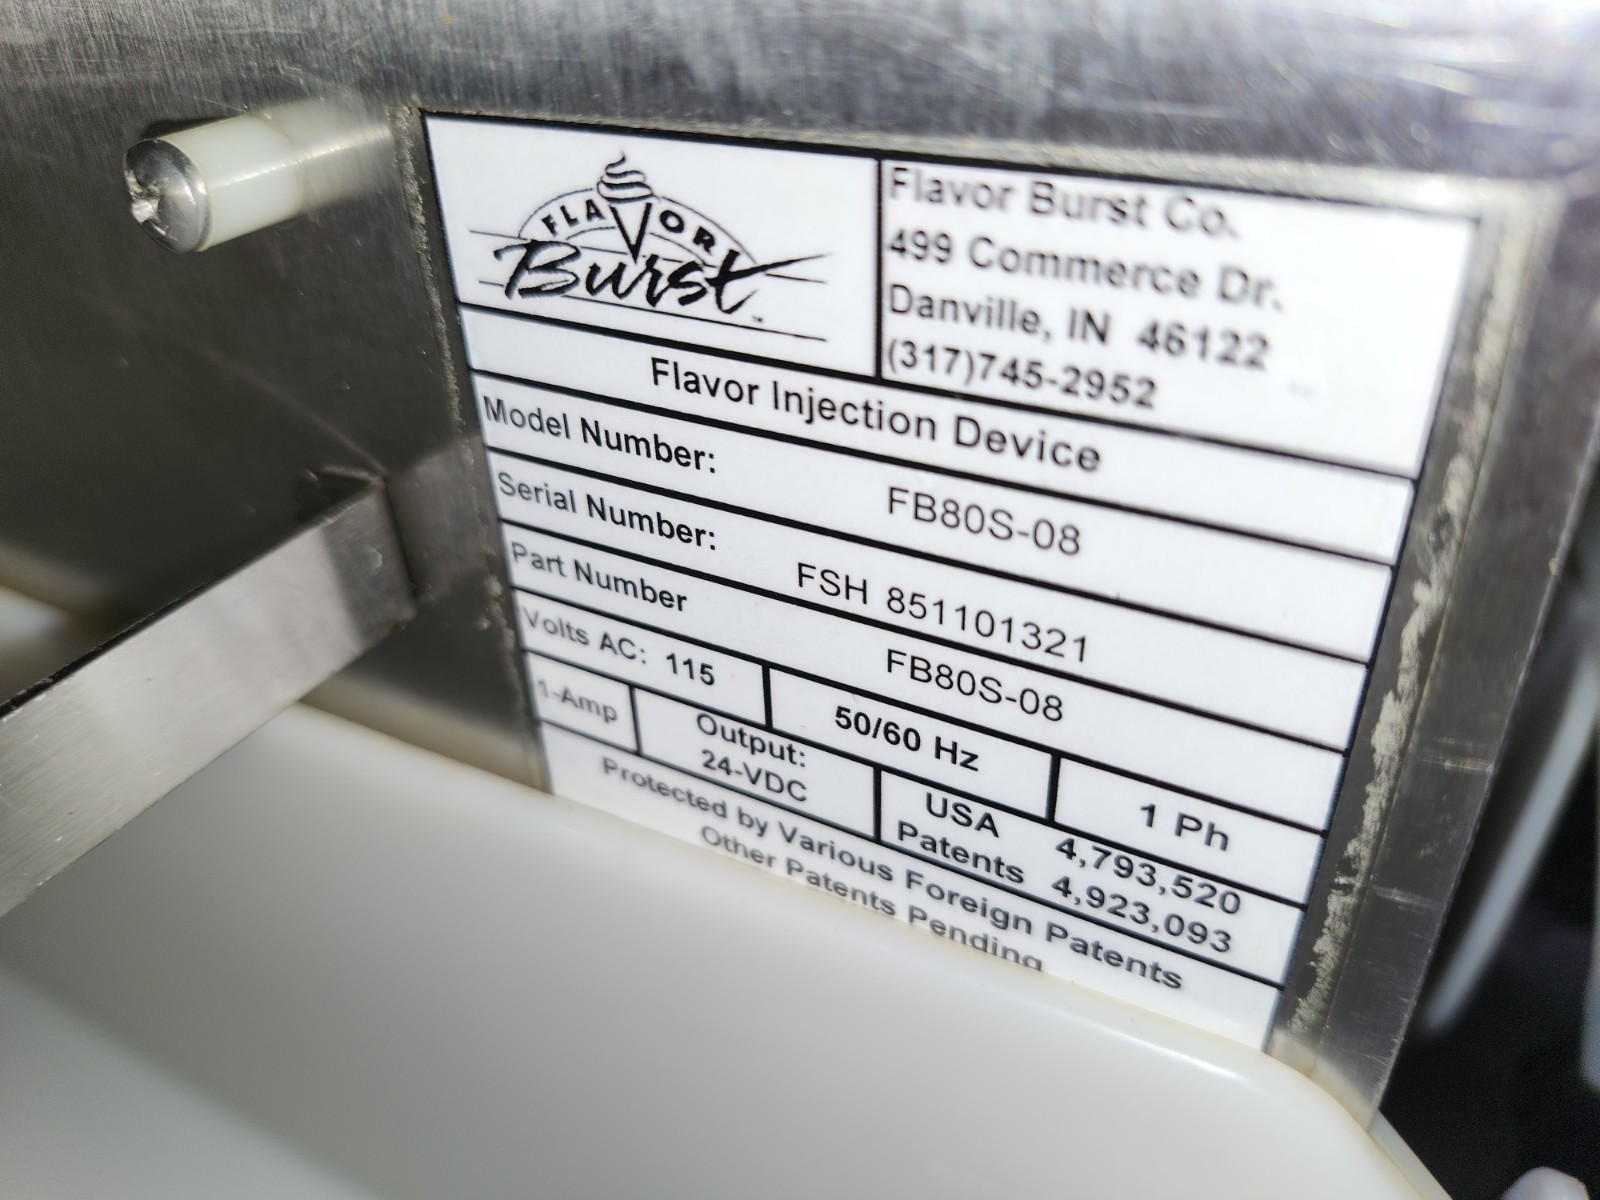 FLAVOR
Burst™
Flavor Burst Co.
499 Commerce Dr.
Danville, IN 46122
(317)745-2952
Flavor Injection Device
Model Number: FB80S-08
Serial Number: FSH 851101321
Part Number FB80S-08
Volts AC: 115 50/60 Hz 1 Ph
1-Amp
Output:
24-VDC
USA
Patents
4,793,520
4,923,093
Protected by Various Foreign Patents
Other Patents Pending